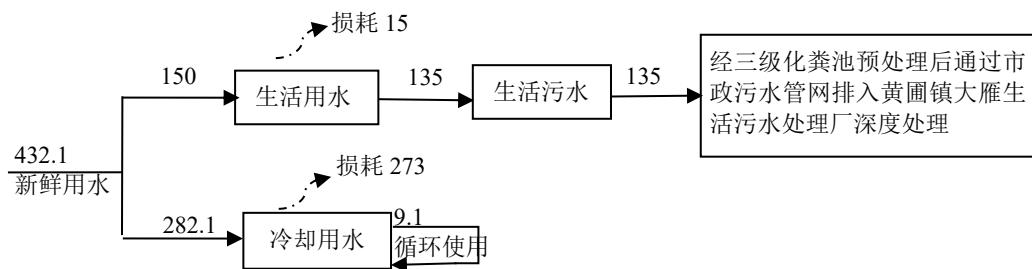 损耗 15
150
生活用水
135
生活污水
135
经三级化粪池预处理后通过市
政污水管网排入黄圃镇大雁生
活污水处理厂深度处理
432.1
新鲜用水
损耗 273
282.1
冷却用水
9.1
循环使用